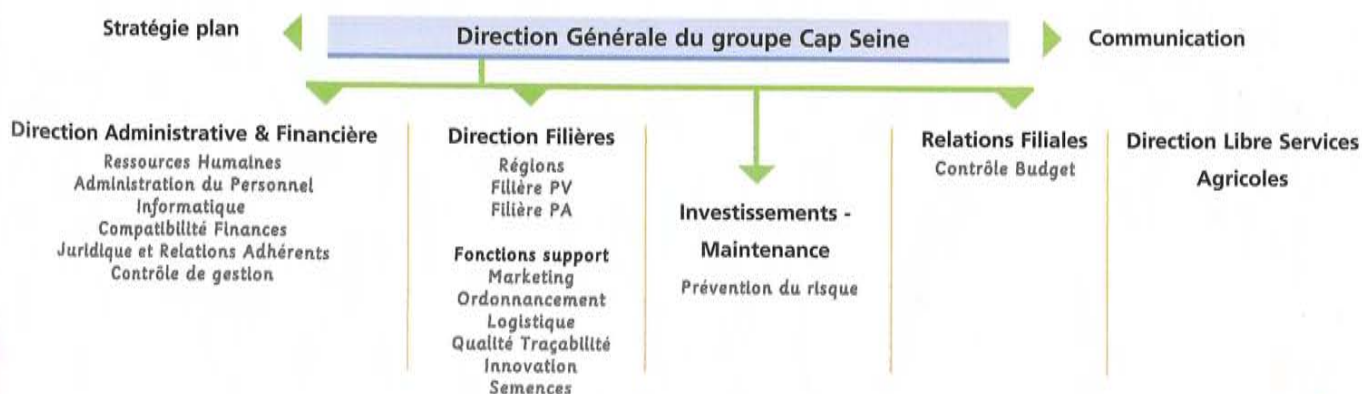 Stratégie plan
Direction Générale du groupe Cap Seine
Communication
Direction Administrative & Financière
Ressources Humaines
Administration du Personnel
Informatique
Compatibilité Finances
Juridique et Relations Adhérents
Contrôle de gestion
Direction Filières
Régions
Filière PV
Filière PA
Fonctions support
Marketing
Ordonnancement
Logistique
Qualité Traçabilité
Innovation
Semences
Investissements -
Maintenance
Prévention du risque
Relations Filiales
Contrôle Budget
Direction Libre Services
Agricoles